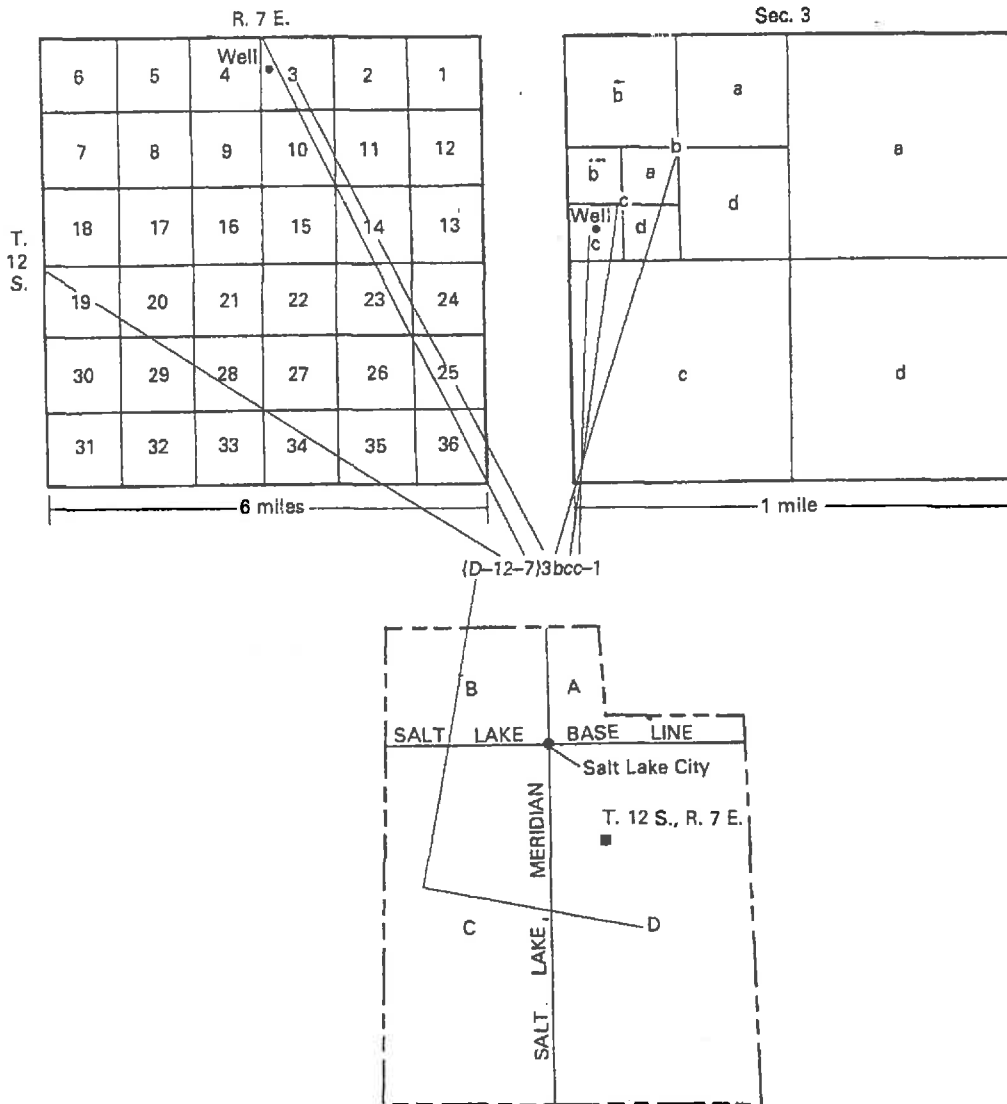 R. 7 E.
Well
6 5 4 3 2 1
7 8 9 10 11 12
18 17 16 15 14 13
T.
12
S.
19 20 21 22 23 24
30 29 28 27 26 25
31 32 33 34 35 36
6 miles
Sec. 3
b a
b a
b a
c d
Well d
c
c d
1 mile
(D–12–7)3bcc–1
B A
SALT LAKE BASE LINE
Salt Lake City
T. 12 S., R. 7 E.
C D
SALT LAKE MERIDIAN